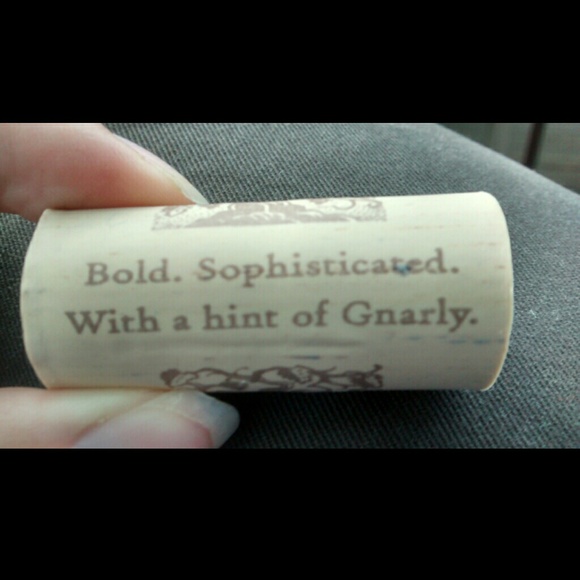 Bold. Sophisticated.
With a hint of Gnarly.